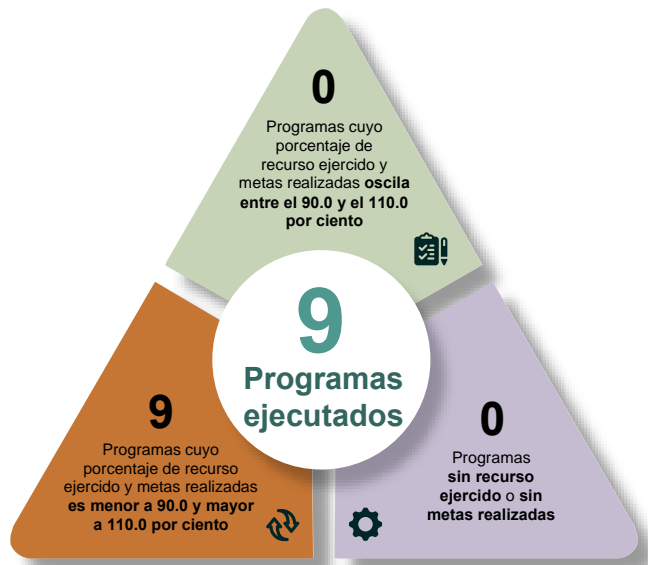 0
Programas cuyo
porcentaje de
recurso ejercido y
metas realizadas oscila
entre el 90.0 y el 110.0
por ciento
9
Programas
ejecutados
9
Programas cuyo
porcentaje de recurso
ejercido y metas realizadas
es menor a 90.0 y mayor
a 110.0 por ciento
0
Programas
sin recurso
ejercido o sin
metas realizadas